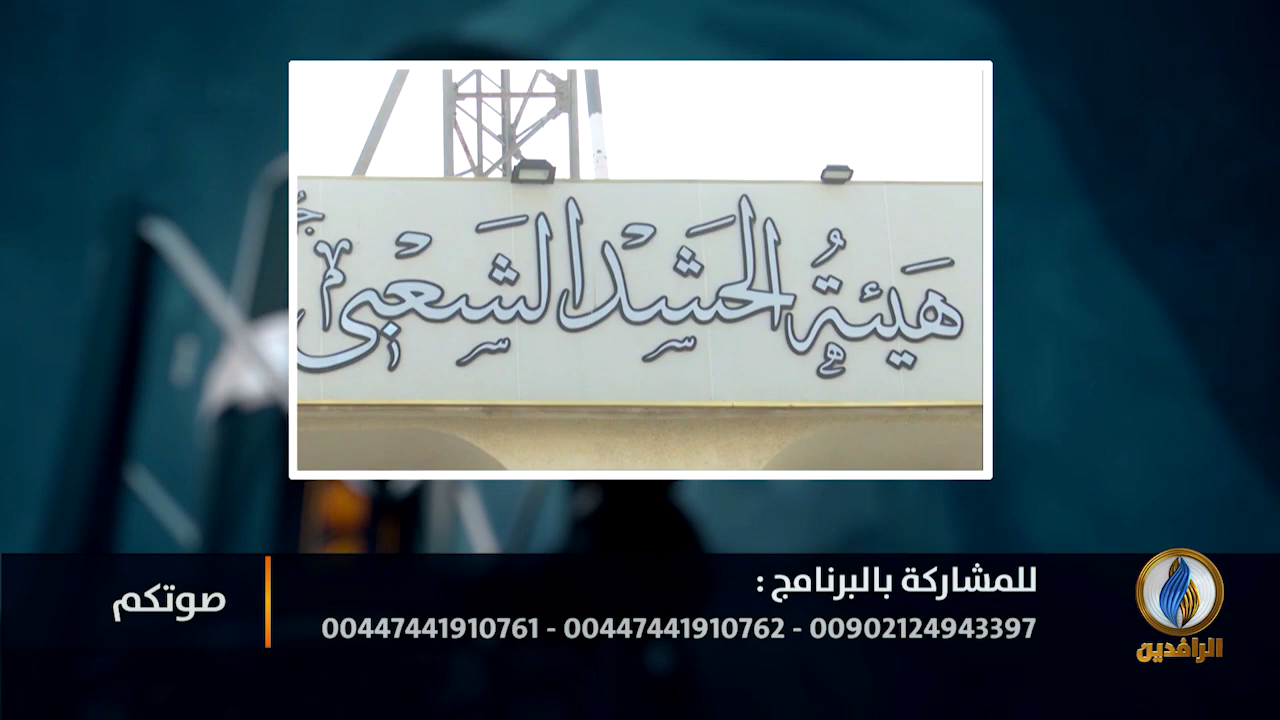 هيئة الحشد الشعبي
للمشاركة بالبرنامج :
00447441910761 - 00447441910762 - 00902124943397
صوتكم
الرافدين